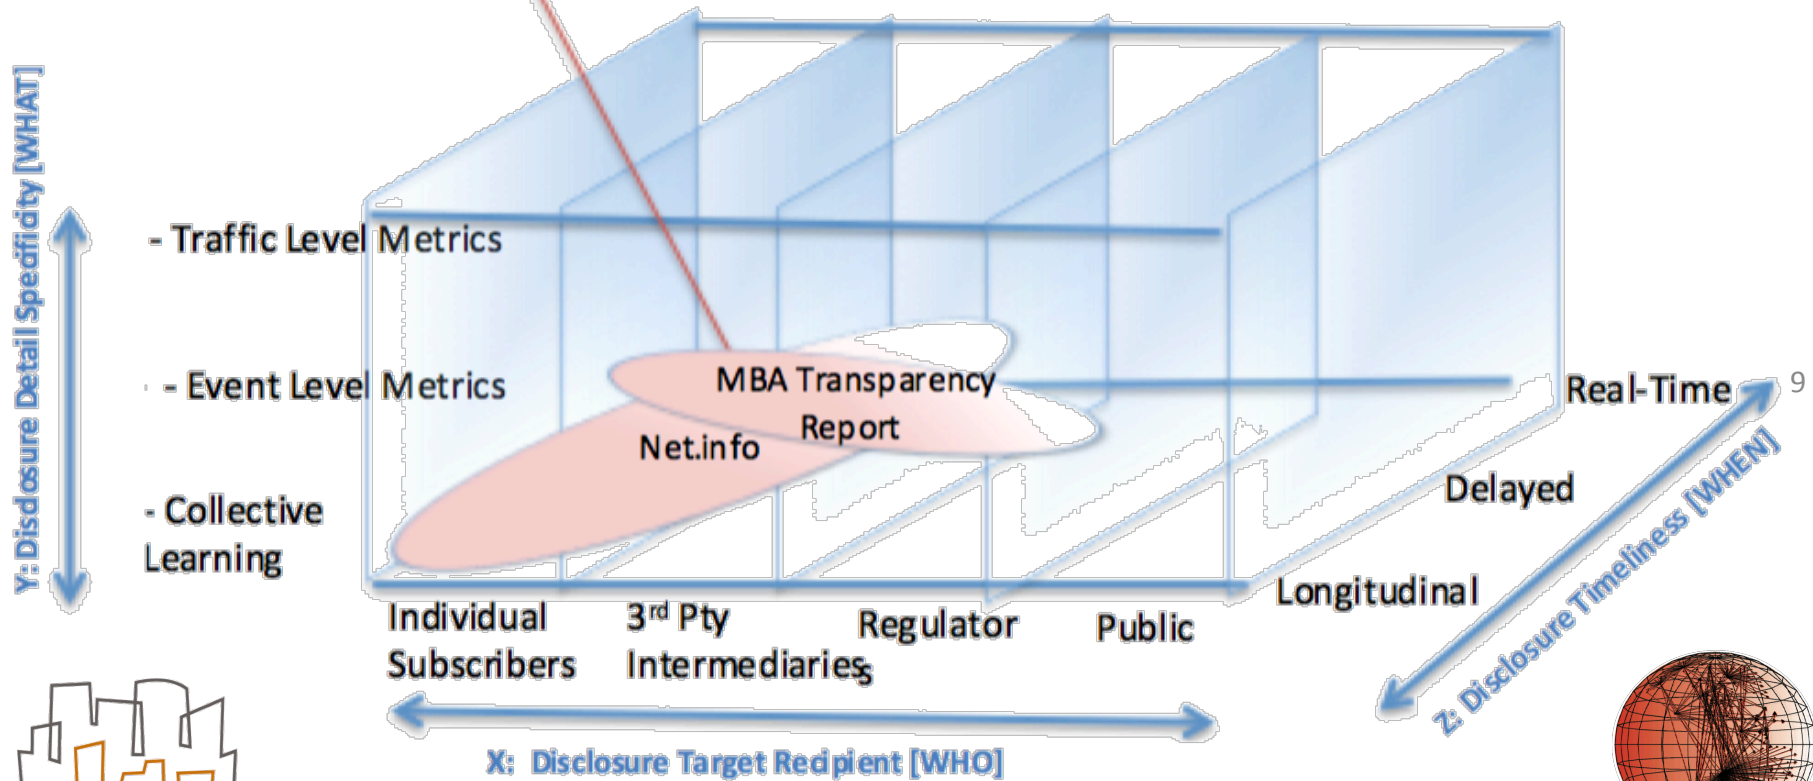 Y: Disclosure Detail Specificity [WHAT]
- Traffic Level Metrics
- Event Level Metrics
- Collective
Learning
MBA Transparency
Report
Net.info
Real-Time
9
Delayed
Longitudinal
Z: Disclosure Timeliness [WHEN]
Individual
Subscribers
3rd Pty
Intermediaries
Regulator
Public
X: Disclosure Target Recipient [WHO]